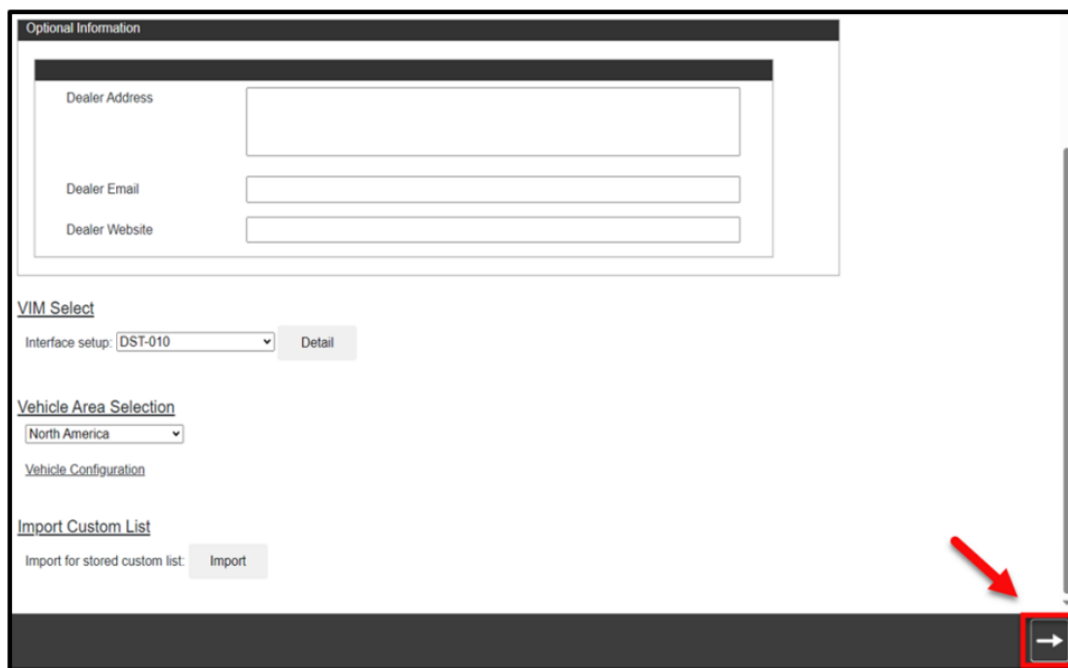 Optional Information
Dealer Address
Dealer Email
Dealer Website
VIM Select
Interface setup: DST-010 Detail
Vehicle Area Selection
North America
Vehicle Configuration
Import Custom List
Import for stored custom list: Import